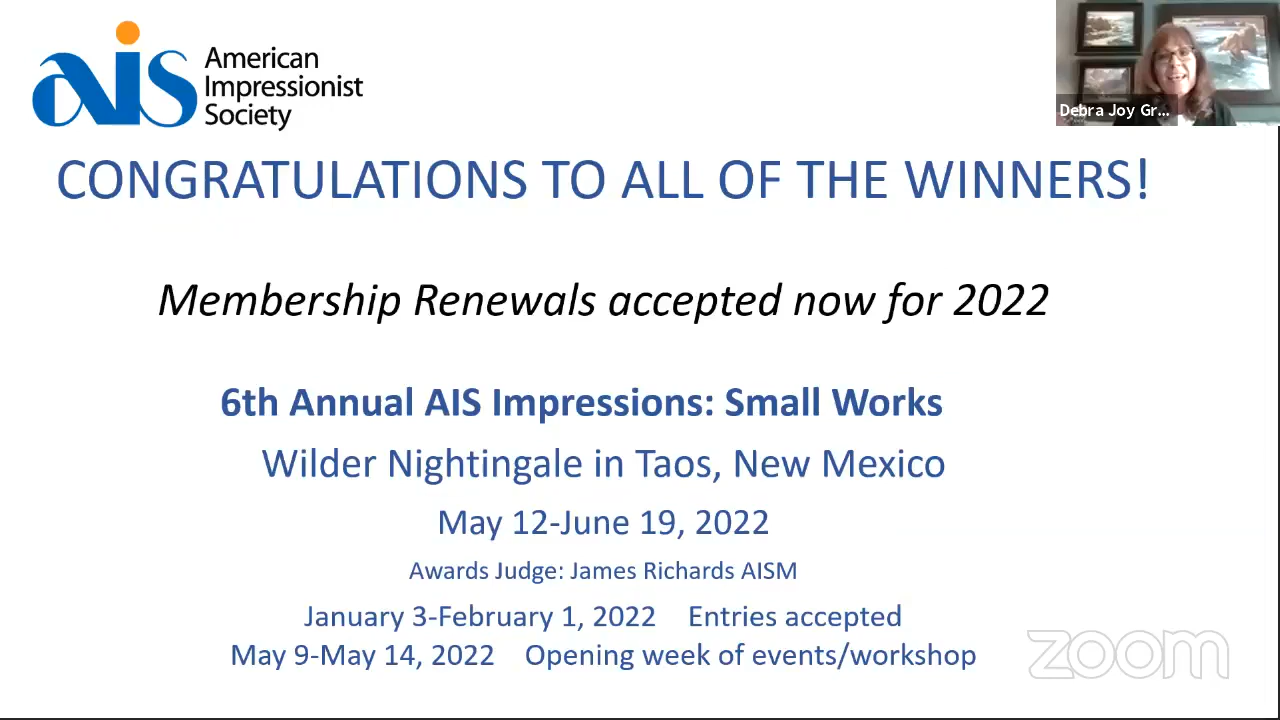 ais American
Impressionist
Society
Debra Joy Gr...
CONGRATULATIONS TO ALL OF THE WINNERS!
Membership Renewals accepted now for 2022
6th Annual AIS Impressions: Small Works
Wilder Nightingale in Taos, New Mexico
May 12-June 19, 2022
Awards Judge: James Richards AISM
January 3-February 1, 2022 Entries accepted
May 9-May 14, 2022 Opening week of events/workshop
zoom